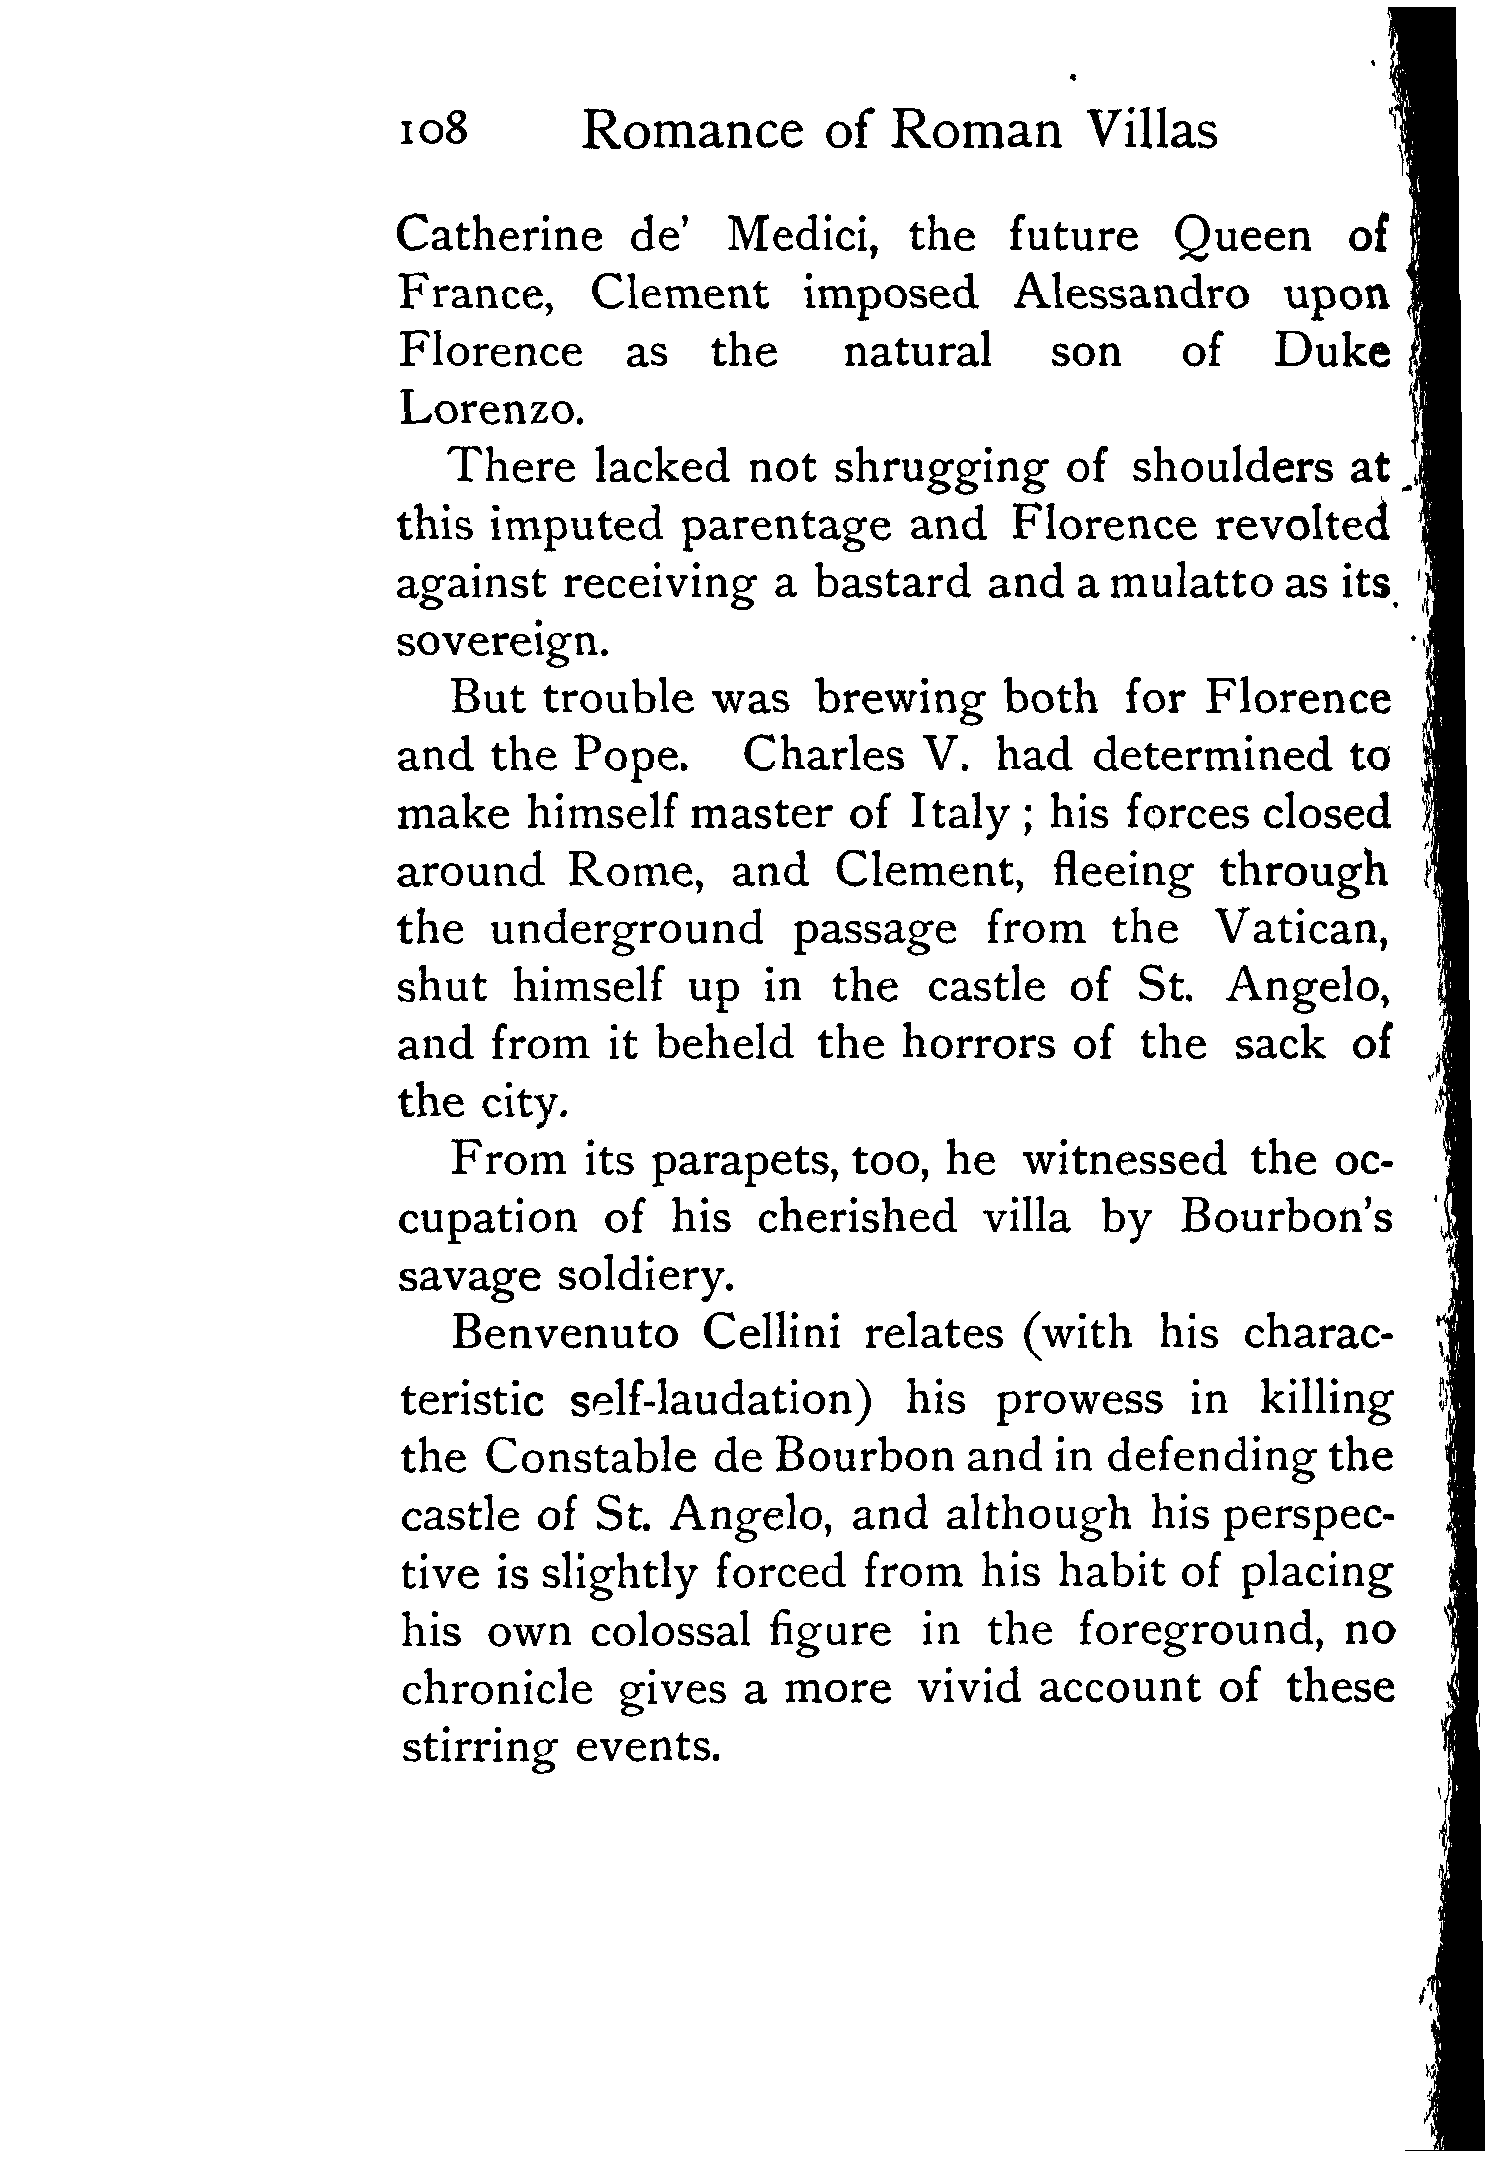 108 Romance of Roman Villas
Catherine de' Medici, the future Queen of
France, Clement imposed Alessandro upon
Florence as the natural son of Duke
Lorenzo.
There lacked not shrugging of shoulders at
this imputed parentage and Florence revolted
against receiving a bastard and a mulatto as its
sovereign.
But trouble was brewing both for Florence
and the Pope. Charles V. had determined to
make himself master of Italy ; his forces closed
around Rome, and Clement, fleeing through
the underground passage from the Vatican,
shut himself up in the castle of St. Angelo,
and from it beheld the horrors of the sack of
the city.
From its parapets, too, he witnessed the oc-
cupation of his cherished villa by Bourbon's
savage soldiery.
Benvenuto Cellini relates (with his charac-
teristic self-laudation) his prowess in killing
the Constable de Bourbon and in defending the
castle of St. Angelo, and although his perspec-
tive is slightly forced from his habit of placing
his own colossal figure in the foreground, no
chronicle gives a more vivid account of these
stirring events.